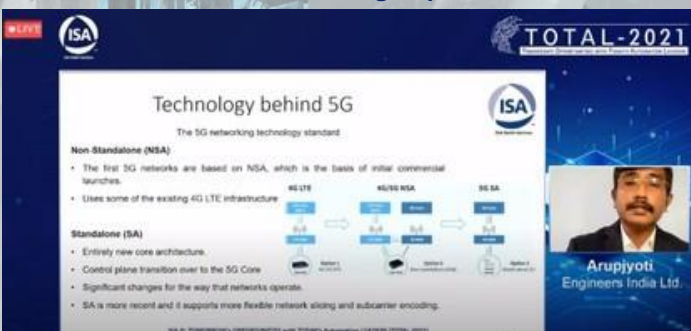 LIVE
ISA
TOTAL-2021
Technology behind 5G
ISA
The 5G networking technology standard
Non-Standalone (NSA)
• The first 5G networks are based on NSA, which is the basis of initial commercial
launches.
• Uses some of the existing 4G LTE infrastructure
4G LTE
4G/5G NSA
5G SA
Standalone (SA)
• Entirely new core architecture.
• Control plane transition over to the 5G Core
• Significant changes for the way that networks operate.
• SA is more recent and it supports more flexible network slicing and subcarrier encoding.
Arupjyoti
Engineers India Ltd.